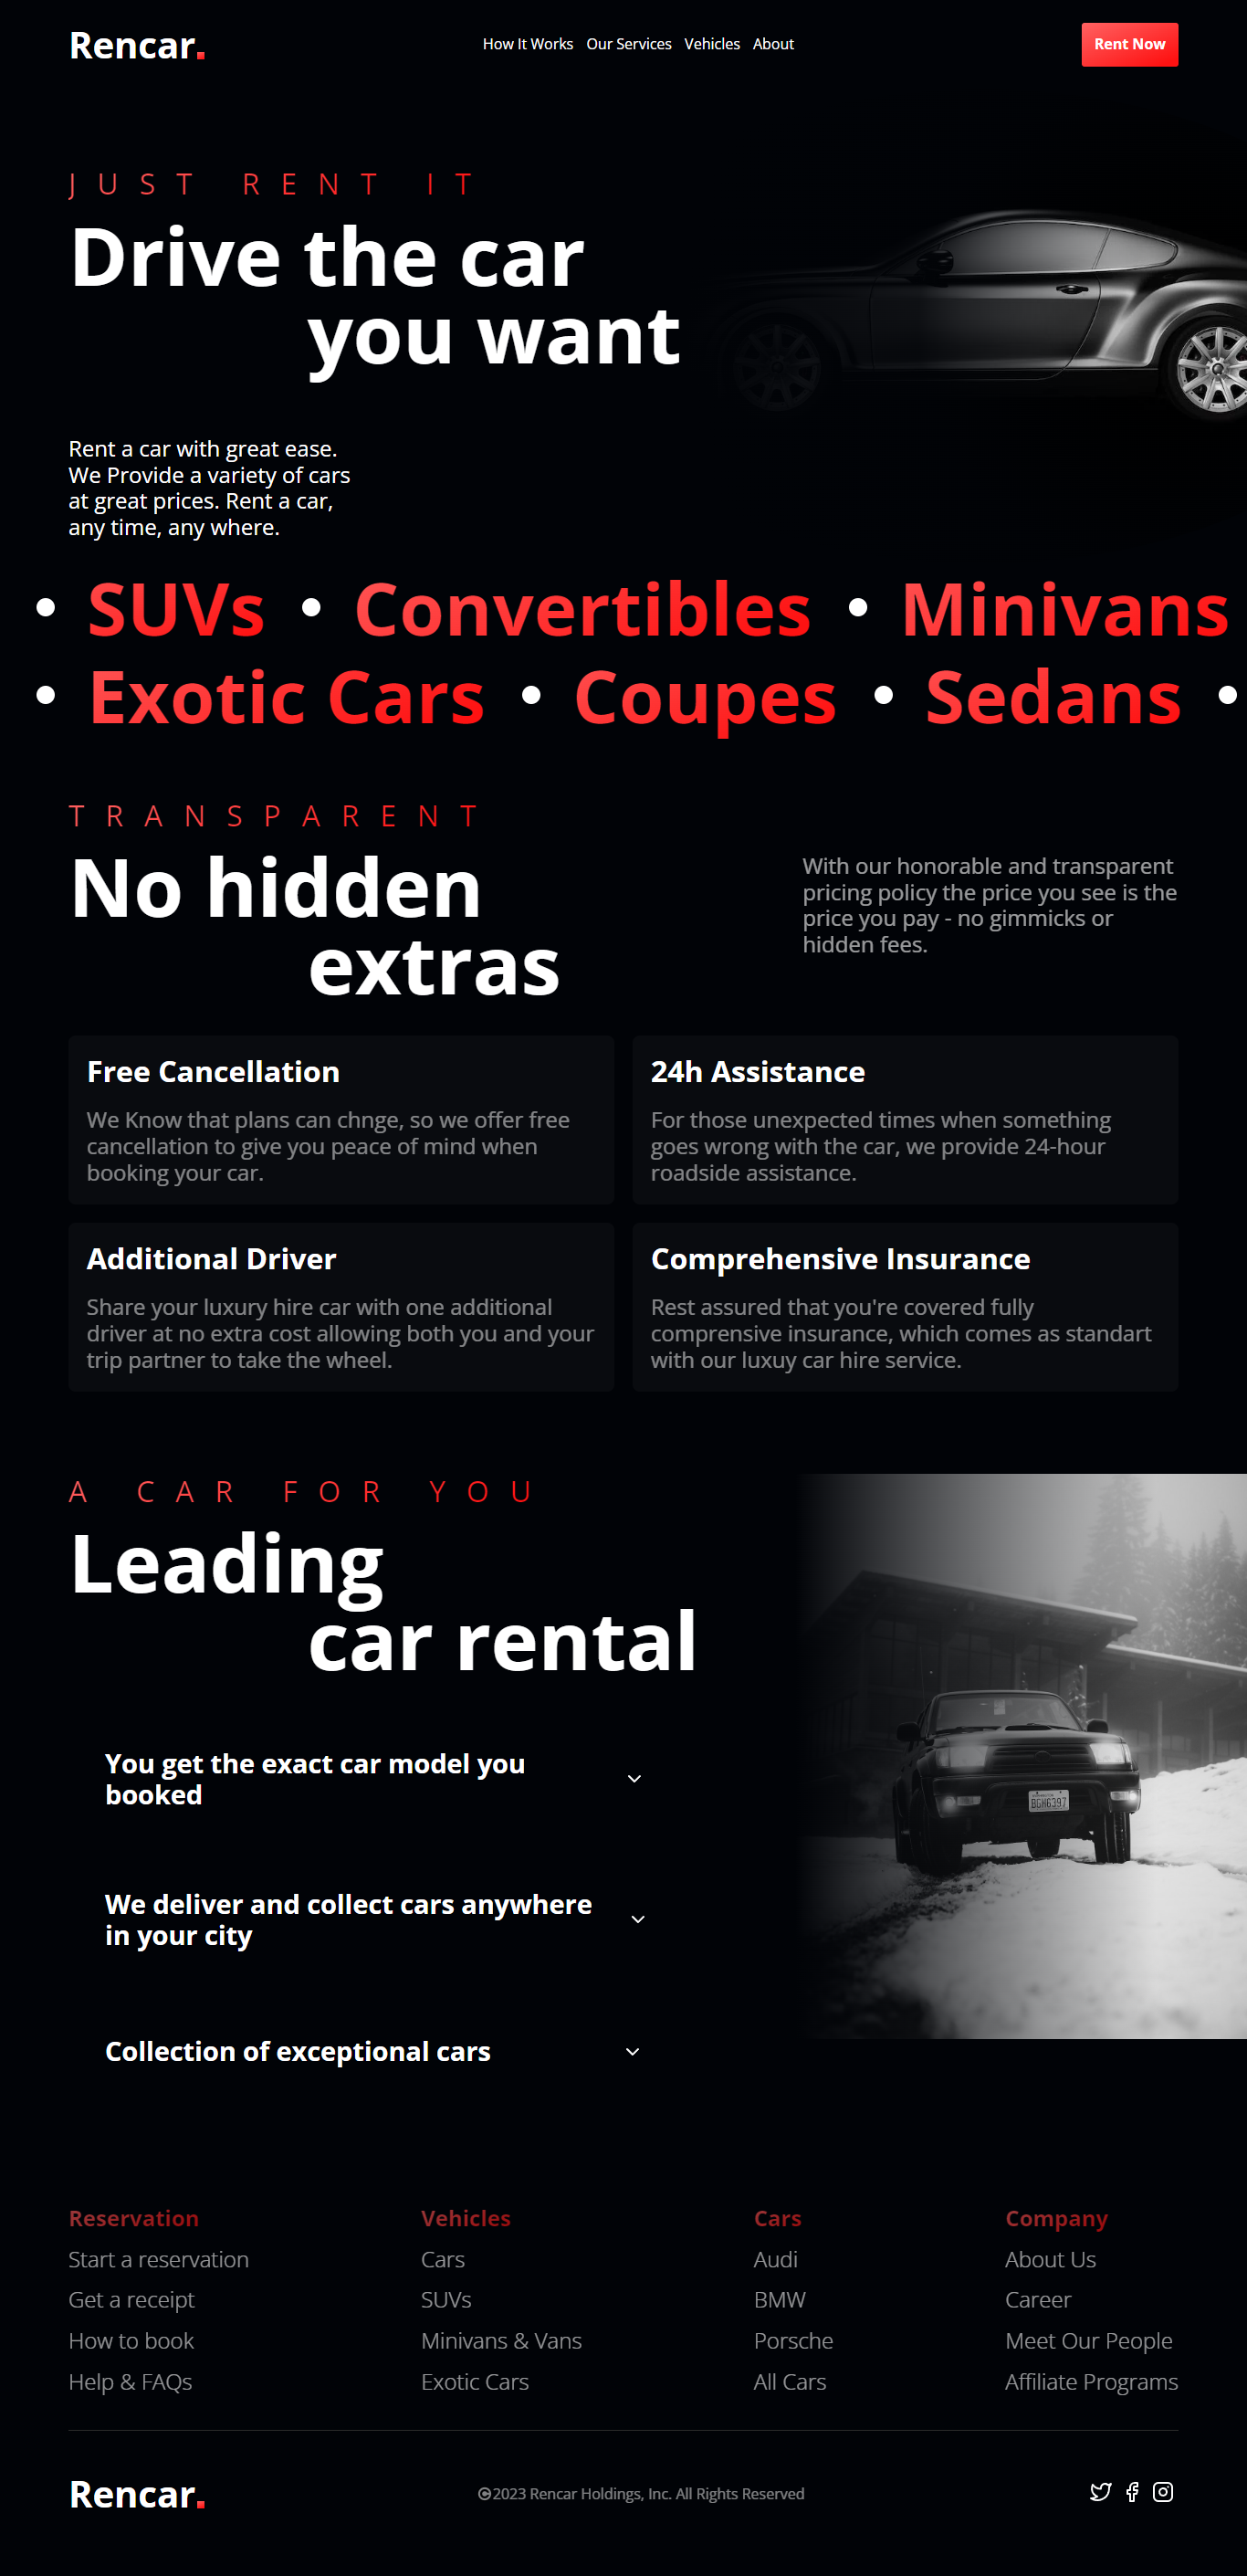 Rencar.
How It Works Our Services Vehicles About
Rent Now
JUST RENT IT
Drive the car
you want
Rent a car with great ease.
We Provide a variety of cars
at great prices. Rent a car,
any time, any where.
• SUVs • Convertibles • Minivans
• Exotic Cars • Coupes • Sedans •
TRANSPARENT
No hidden
extras
With our honorable and transparent
pricing policy the price you see is the
price you pay - no gimmicks or
hidden fees.
Free Cancellation
We Know that plans can chnge, so we offer free
cancellation to give you peace of mind when
booking your car.
24h Assistance
For those unexpected times when something
goes wrong with the car, we provide 24-hour
roadside assistance.
Additional Driver
Share your luxury hire car with one additional
driver at no extra cost allowing both you and your
trip partner to take the wheel.
Comprehensive Insurance
Rest assured that you're covered fully
comprensive insurance, which comes as standart
with our luxuy car hire service.
A CAR FOR YOU
Leading
car rental
BGH6397
You get the exact car model you
booked
We deliver and collect cars anywhere
in your city
Collection of exceptional cars
Reservation
Start a reservation
Get a receipt
How to book
Help & FAQs
Vehicles
Cars
SUVs
Minivans & Vans
Exotic Cars
Cars
Audi
BMW
Porsche
All Cars
Company
About Us
Career
Meet Our People
Affiliate Programs
Rencar.
©2023 Rencar Holdings, Inc. All Rights Reserved